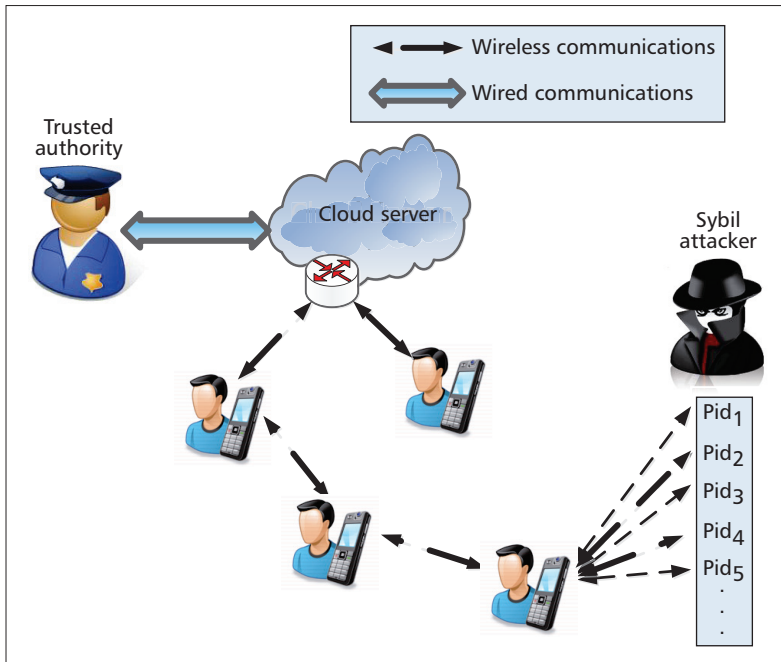 Wireless communications
Wired communications
Trusted
authority
Cloud server
Sybil
attacker
Pid1
Pid2
Pid3
Pid4
Pid5
.
.
.